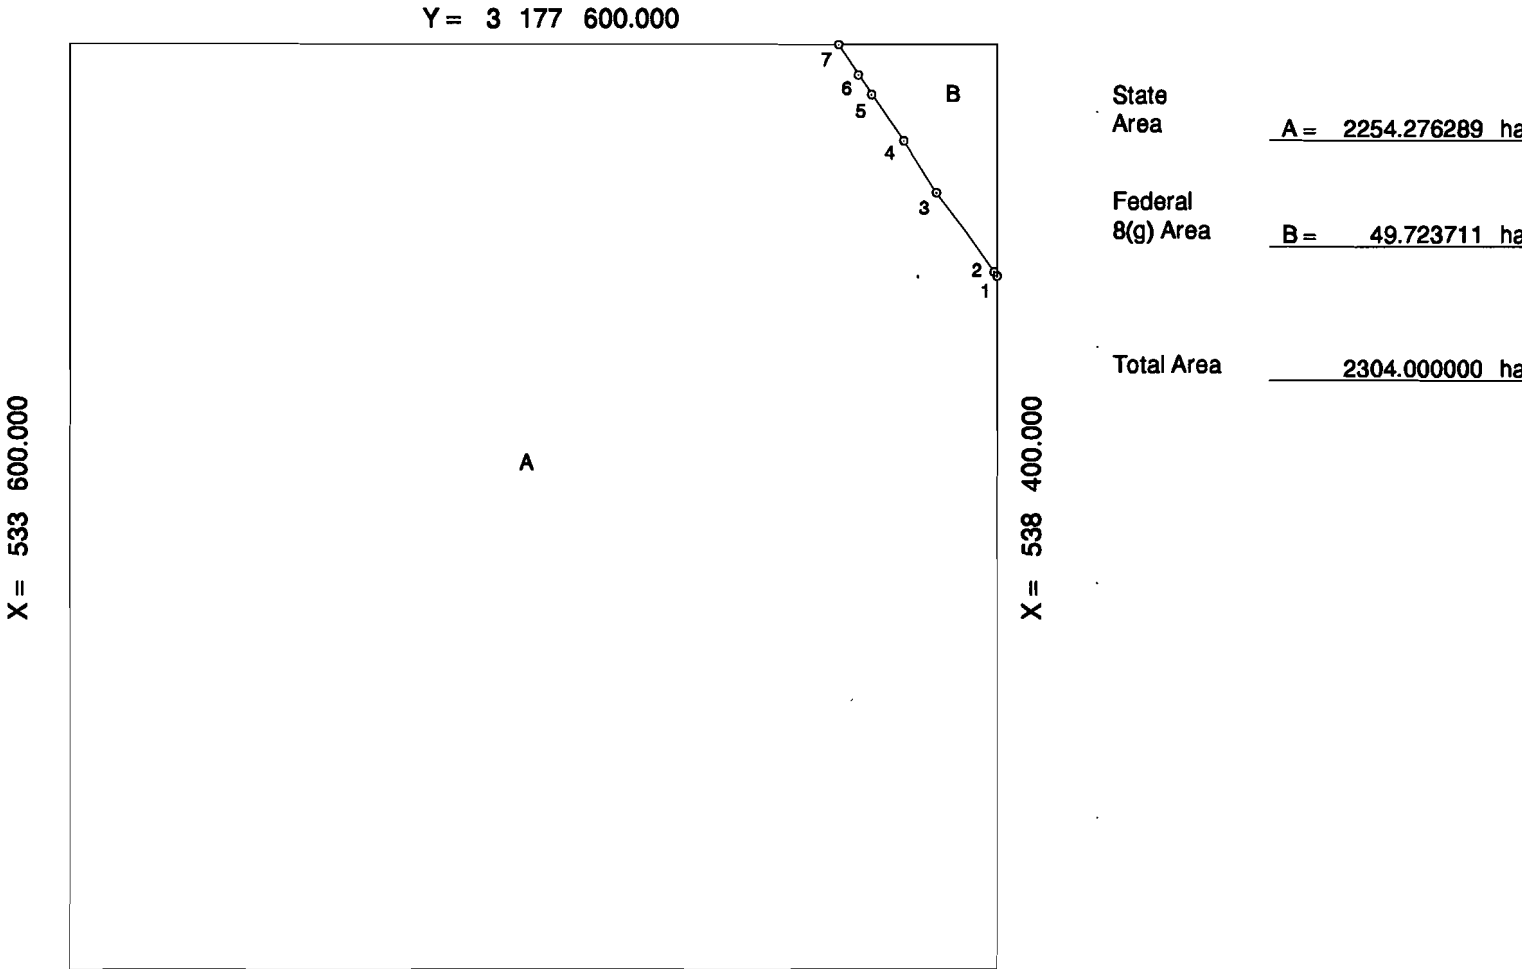 Y = 3 177 600.000
7
6
5
B
4
3
2
1
A
X = 533 600.000
X = 538 400.000
State
Area A = 2254.276289 ha
Federal
8(g) Area B = 49.723711 ha
Total Area 2304.000000 ha